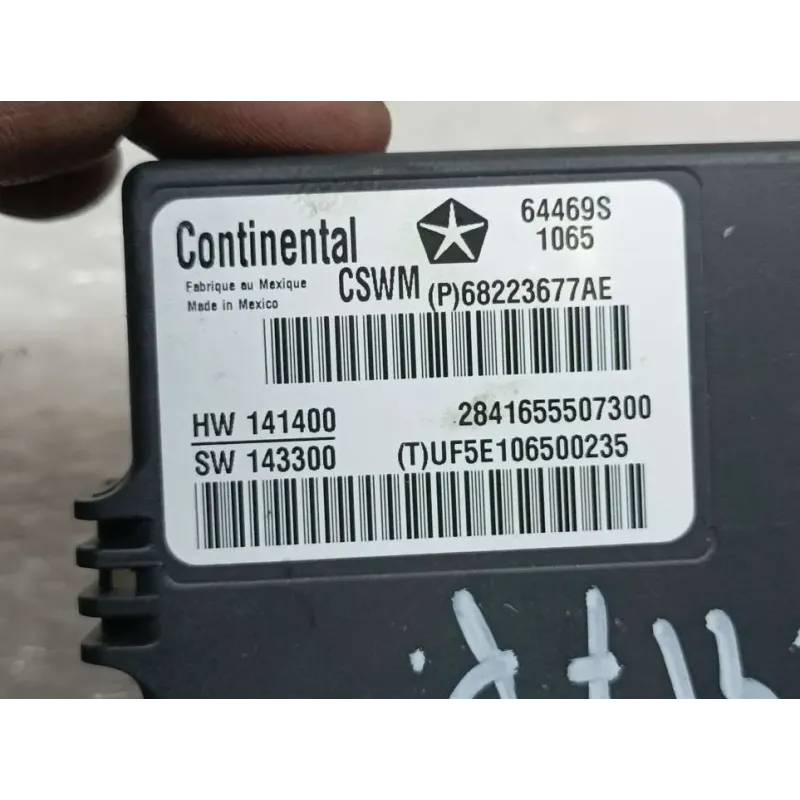 Continental
64469S
1065
Fabrique au Mexique
Made in Mexico
CSWM (P)68223677AE
HW 141400
2841655507300
SW 143300
(T)UF5E106500235